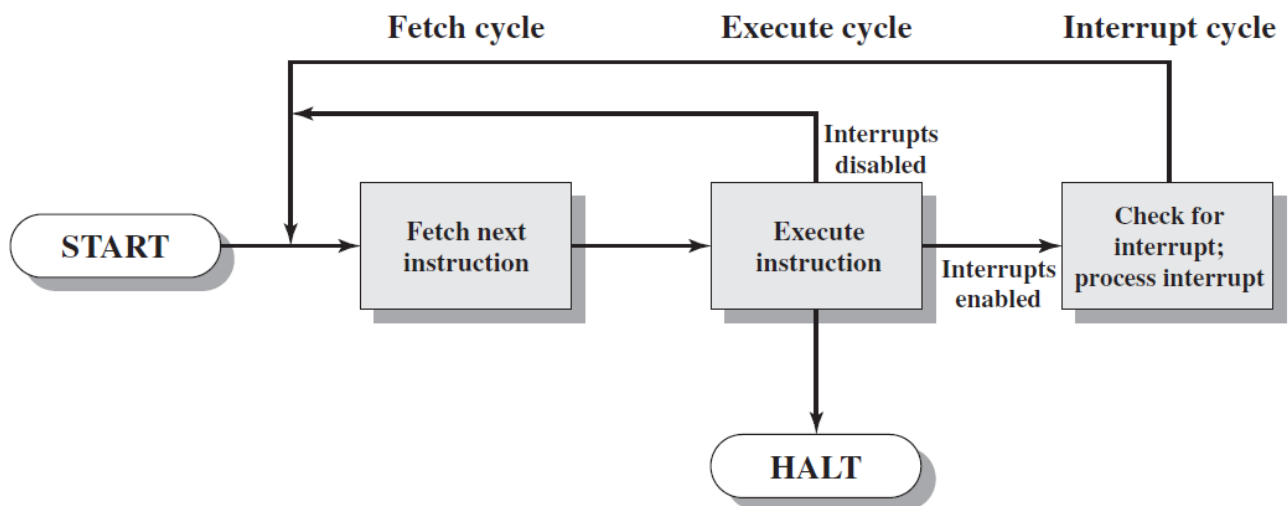 Fetch cycle
Execute cycle
Interrupt cycle
Interrupts
disabled
START
Fetch next
instruction
Execute
instruction
Interrupts
enabled
Check for
interrupt;
process interrupt
HALT